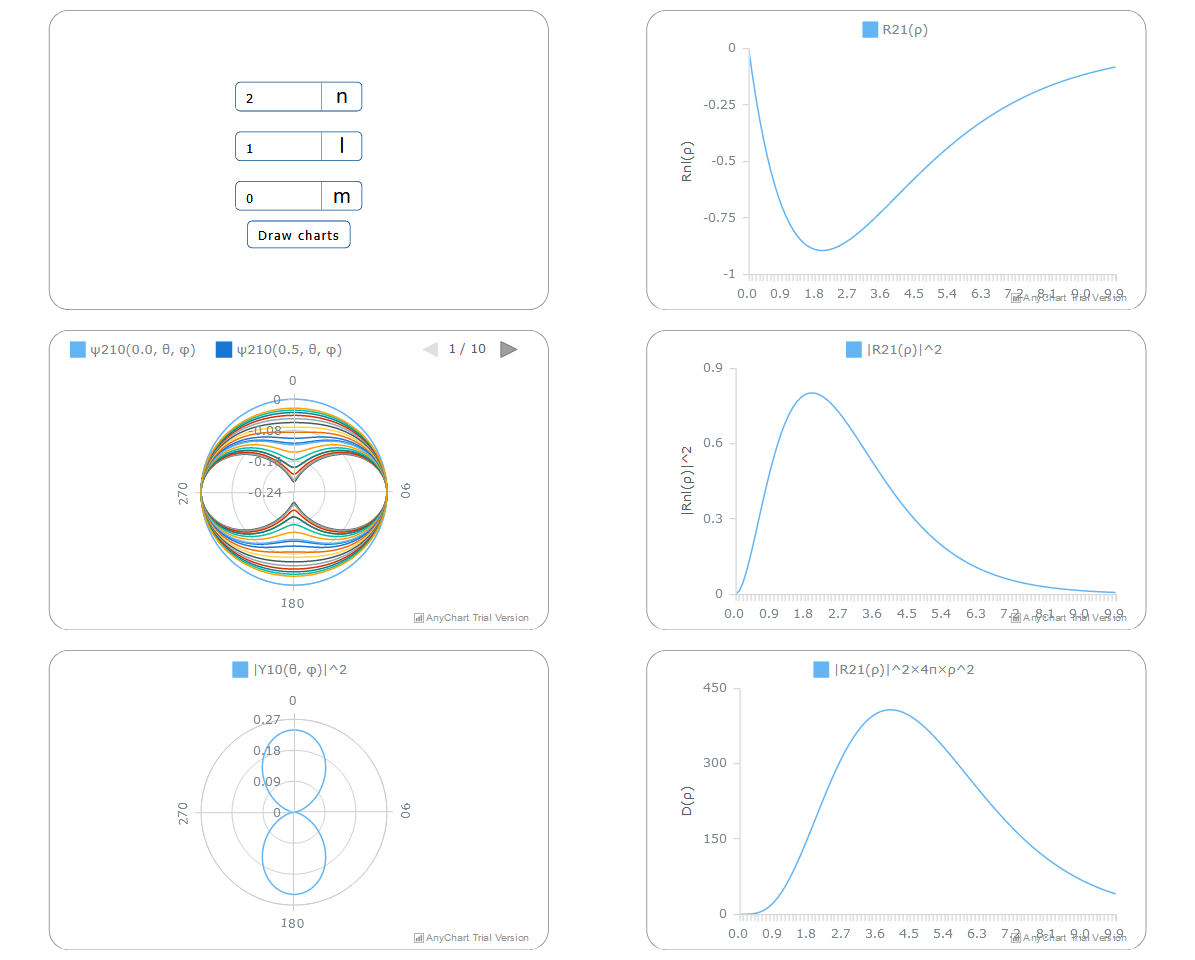 2 n
1 l
0 m
Draw charts
R21(ρ)
0
-0.25
-0.5
-0.75
-1
Rnl(ρ)
0.0 0.9 1.8 2.7 3.6 4.5 5.4 6.3 7.2 8.1 9.0 9.9
AnyChart Trial Version
ψ210(0.0, θ, φ) ψ210(0.5, θ, φ) 1 / 10
0
0
-0.08
-0.16
-0.24
270
90
180
AnyChart Trial Version
|R21(ρ)|^2
0.9
0.6
0.3
0
|Rnl(ρ)|^2
0.0 0.9 1.8 2.7 3.6 4.5 5.4 6.3 7.2 8.1 9.0 9.9
AnyChart Trial Version
|Y10(θ, φ)|^2
0
0.27
0.18
0.09
0
270
90
180
AnyChart Trial Version
|R21(ρ)|^2×4π×ρ^2
450
300
150
0
D(ρ)
0.0 0.9 1.8 2.7 3.6 4.5 5.4 6.3 7.2 8.1 9.0 9.9
AnyChart Trial Version